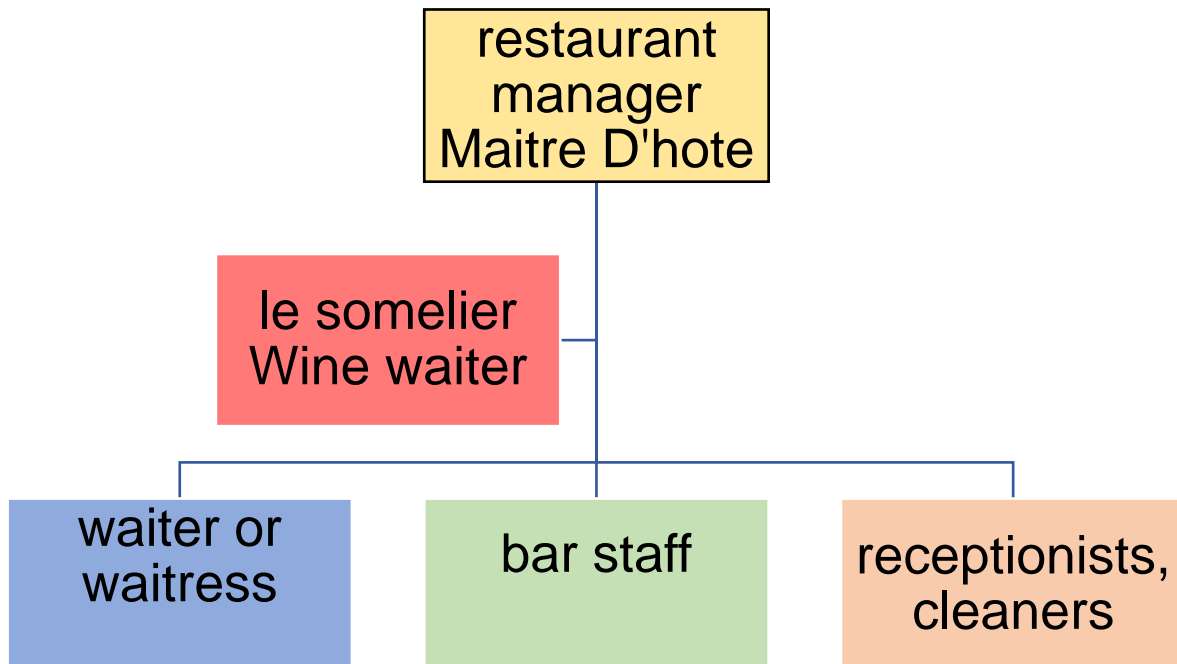 restaurant
manager
Maitre D'hote
le somelier
Wine waiter
waiter or
waitress
bar staff
receptionists,
cleaners